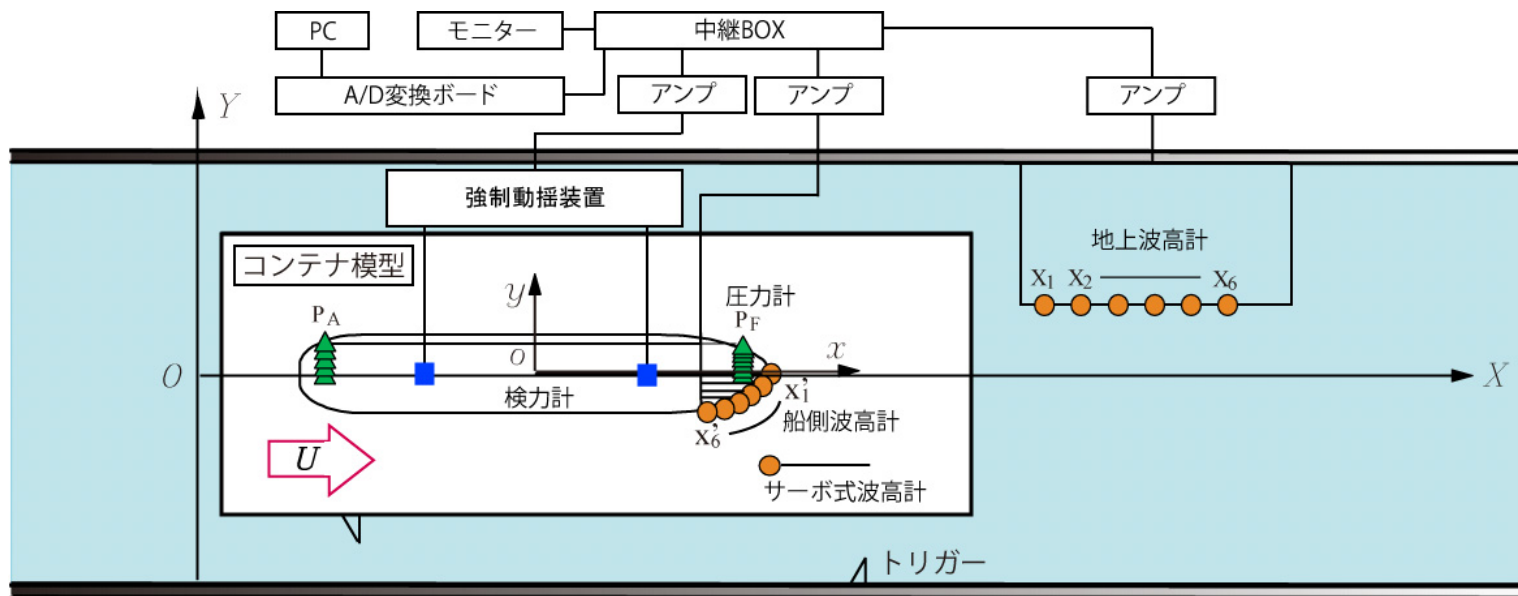 PC
モニター
中継BOX
A/D変換ボード
アンプ
アンプ
アンプ
Y
強制動揺装置
コンテナ模型
地上波高計
X1 X2 X6
y
圧力計
PA
PF
o
x
O
X
検力計
X'1
船側波高計
X'6
U
サーボ式波高計
トリガー